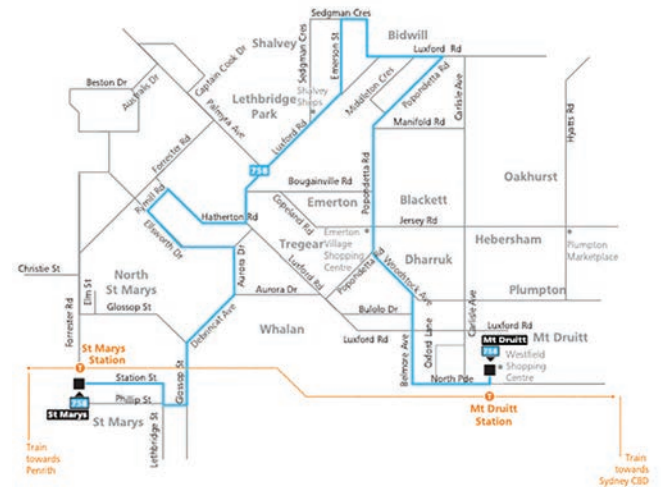 Sedgman Cres
Bidwill
Shalvey
Luxford Rd
Captain Cook Dr
Sedgman Cres
Emerson St
Beston Dr
Australis Dr
Lethbridge
Park
Shalvey
Shops
Middleton Cres
Popondetta Rd
Carlisle Ave
Hyatts Rd
Palmyra Ave
Luxford Rd
Manifold Rd
Forrester Rd
758
Oakhurst
Rymill Rd
Bougainville Rd
Popondetta Rd
Blackett
Hatherton Rd
Copeland Rd
Emerton
Jersey Rd
Ellsworth Dr
Tregear
Emerton
Village
Shopping
Centre
Hebersham
Plumpton
Marketplace
Christie St
North
St Marys
Aurora Dr
Luxford Rd
Popondetta Rd
Woodstock Ave
Dharruk
Elm St
Aurora Dr
Plumpton
Forrester Rd
Glossop St
Debrincat Ave
Whalan
Bulolo Dr
Carlisle Ave
Luxford Rd
Luxford Rd
Mt Druitt
St Marys
Station
Glossop St
Belmore Ave
Oxford Lane
Mt Druitt
758
Westfield
Shopping
Centre
T
Station St
North Pde
T
758
Phillip St
St Marys
St Marys
Lethbridge St
Mt Druitt
Station
Train
towards
Penrith
Train
towards
Sydney CBD